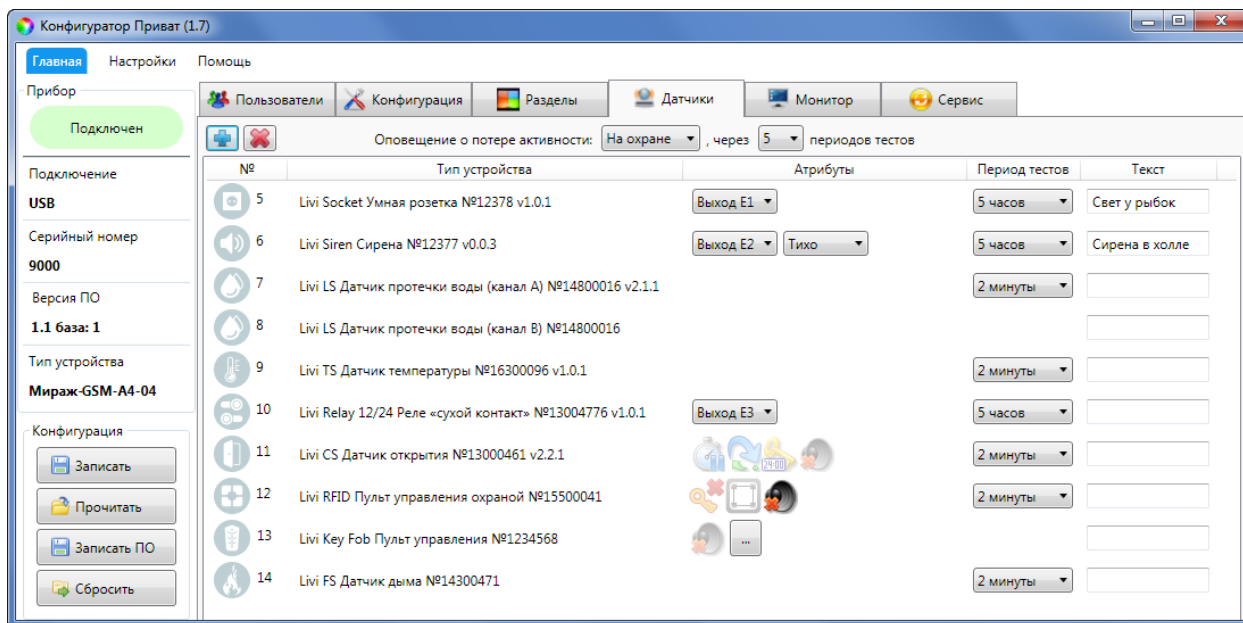 Конфигуратор Приват (1.7)
Главная Настройки Помощь
Прибор
Подключен
Подключение
USB
Серийный номер
9000
Версия ПО
1.1 база: 1
Тип устройства
Мираж-GSM-A4-04
Конфигурация
Записать
Прочитать
Записать ПО
Сбросить
Пользователи Конфигурация Разделы Датчики Монитор Сервис
Оповещение о потере активности: На охране , через 5 периодов тестов
№ Тип устройства Атрибуты Период тестов Текст
5 Livi Socket Умная розетка №12378 v1.0.1 Выход E1 5 часов Свет у рыбок
6 Livi Siren Сирена №12377 v0.0.3 Выход E2 Тихо 5 часов Сирена в холле
7 Livi LS Датчик протечки воды (канал A) №14800016 v2.1.1 2 минуты
8 Livi LS Датчик протечки воды (канал B) №14800016
9 Livi TS Датчик температуры №16300096 v1.0.1 2 минуты
10 Livi Relay 12/24 Реле «сухой контакт» №13004776 v1.0.1 Выход E3 5 часов
11 Livi CS Датчик открытия №13000461 v2.2.1 24:00 2 минуты
12 Livi RFID Пульт управления охраной №15500041 2 минуты
13 Livi Key Fob Пульт управления №1234568 ...
14 Livi FS Датчик дыма №14300471 2 минуты